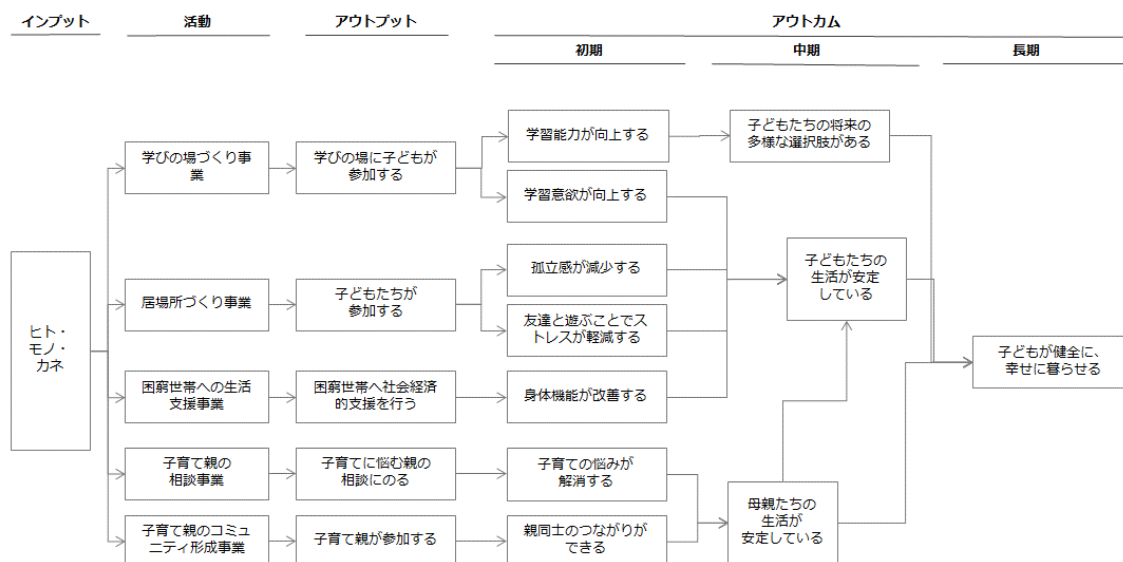 インプット
活動
アウトプット
アウトカム
初期
中期
長期
ヒト・
モノ・
カネ
学びの場づくり事
業
学びの場に子どもが
参加する
学習能力が向上する
子どもたちの将来の
多様な選択肢がある
学習意欲が向上する
居場所づくり事業
子どもたちが
参加する
孤立感が減少する
友達と遊ぶことでス
トレスが軽減する
子どもたちの
生活が安定
している
困窮世帯への生活
支援事業
困窮世帯へ社会経済
的支援を行う
身体機能が改善する
子どもが健全に、
幸せに暮らせる
子育て親の
相談事業
子育てに悩む親の
相談にのる
子育ての悩みが
解消する
母親たちの
生活が
安定している
子育て親のコミュ
ニティ形成事業
子育て親が参加する
親同士のつながりが
できる